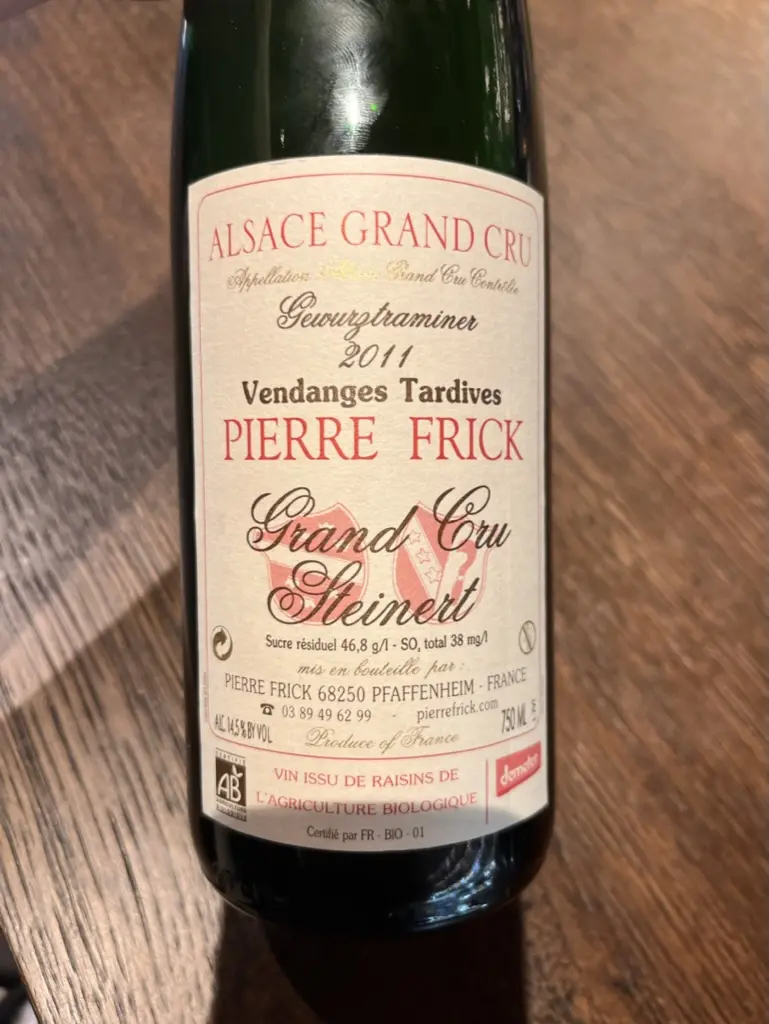 ALSACE GRAND CRU
Appellation Alsace Grand Cru Contrôlée
Gewurztraminer
2011
Vendanges Tardives
PIERRE FRICK
Grand Cru
Steinert
Sucre résiduel 46,8 g/l - SO₂ total 38 mg/l
mis en bouteille par :
PIERRE FRICK 68250 PFAFFENHEIM - FRANCE
☎ 03 89 49 62 99 - pierrefrick.com
ALC. 14,5 % BY VOL
750 ML
Produce of France
AB
VIN ISSU DE RAISINS DE
L'AGRICULTURE BIOLOGIQUE
demeter
Certifié par FR - BIO - 01